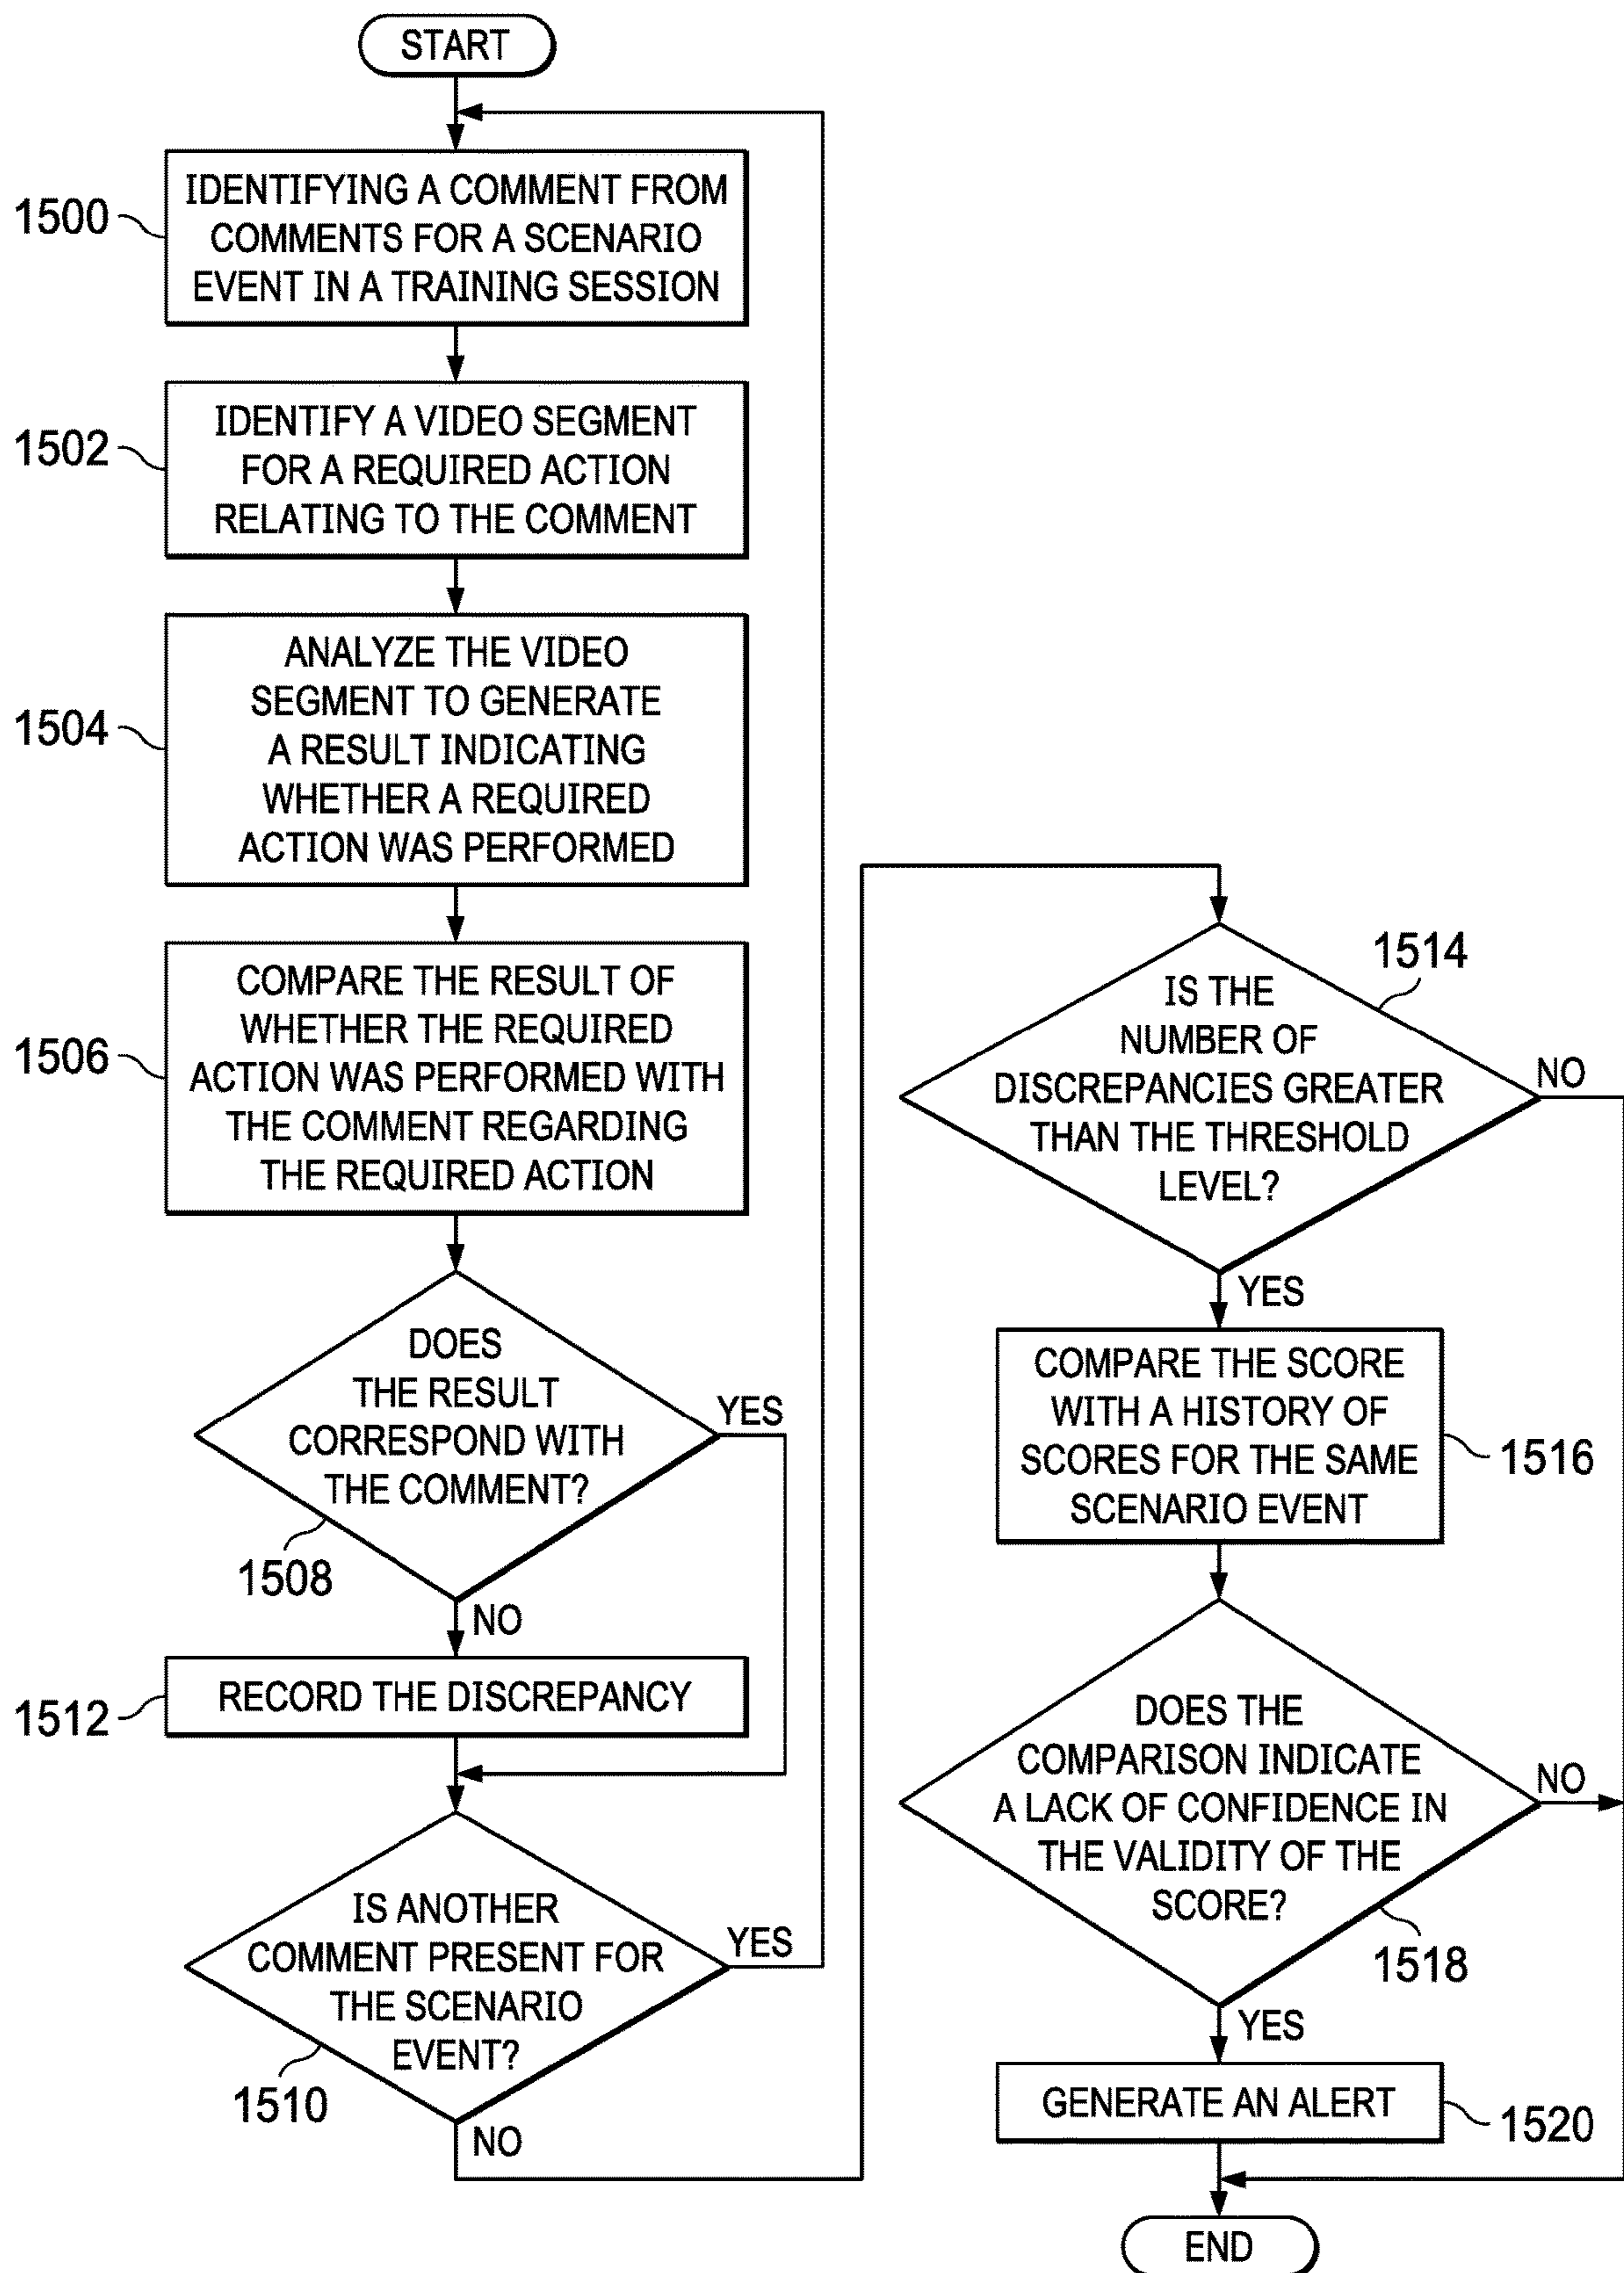 START
1500
IDENTIFYING A COMMENT FROM
COMMENTS FOR A SCENARIO
EVENT IN A TRAINING SESSION
1502
IDENTIFY A VIDEO SEGMENT
FOR A REQUIRED ACTION
RELATING TO THE COMMENT
1504
ANALYZE THE VIDEO
SEGMENT TO GENERATE
A RESULT INDICATING
WHETHER A REQUIRED
ACTION WAS PERFORMED
1506
COMPARE THE RESULT OF
WHETHER THE REQUIRED
ACTION WAS PERFORMED WITH
THE COMMENT REGARDING
THE REQUIRED ACTION
DOES
THE RESULT
CORRESPOND WITH
THE COMMENT?
YES
1508
NO
1512
RECORD THE DISCREPANCY
IS ANOTHER
COMMENT PRESENT FOR
THE SCENARIO
EVENT?
YES
1510
NO
1514
IS THE
NUMBER OF
DISCREPANCIES GREATER
THAN THE THRESHOLD
LEVEL?
NO
YES
COMPARE THE SCORE
WITH A HISTORY OF
SCORES FOR THE SAME
SCENARIO EVENT
1516
DOES THE
COMPARISON INDICATE
A LACK OF CONFIDENCE IN
THE VALIDITY OF THE
SCORE?
NO
1518
YES
GENERATE AN ALERT
1520
END